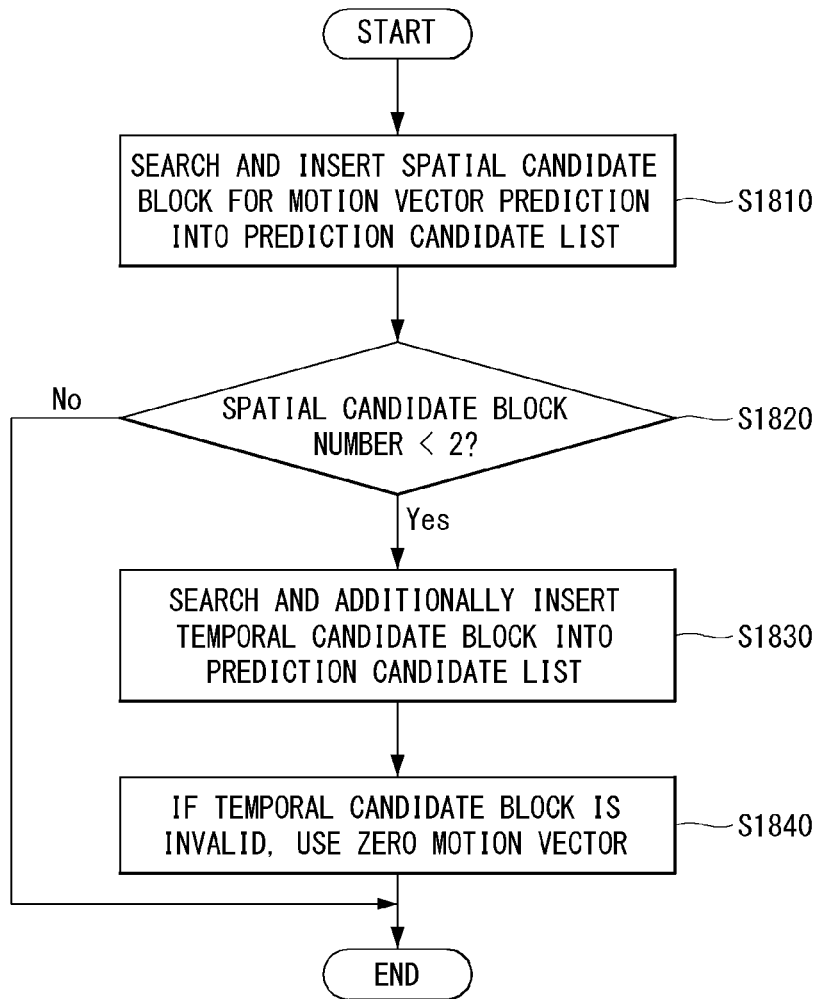 START
SEARCH AND INSERT SPATIAL CANDIDATE
BLOCK FOR MOTION VECTOR PREDICTION
INTO PREDICTION CANDIDATE LIST
S1810
No
SPATIAL CANDIDATE BLOCK
NUMBER < 2?
S1820
Yes
SEARCH AND ADDITIONALLY INSERT
TEMPORAL CANDIDATE BLOCK INTO
PREDICTION CANDIDATE LIST
S1830
IF TEMPORAL CANDIDATE BLOCK IS
INVALID, USE ZERO MOTION VECTOR
S1840
END